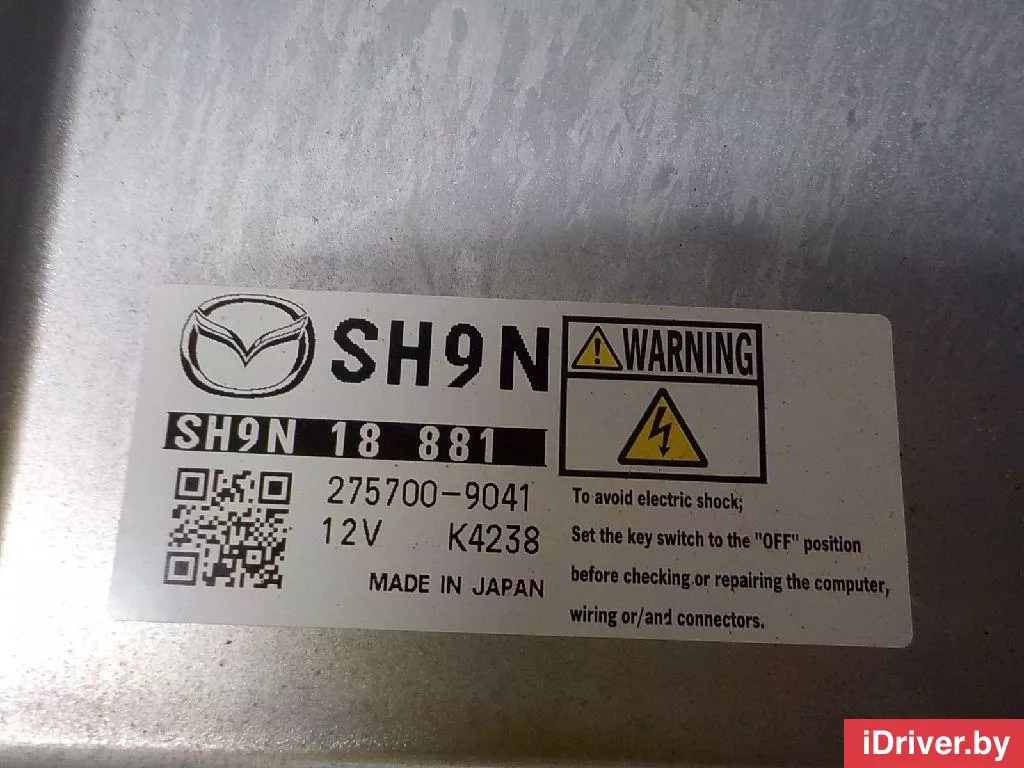 SH9N
SH9N 18 881
275700-9041
12V K4238
MADE IN JAPAN
WARNING
To avoid electric shock;
Set the key switch to the "OFF" position
before checking or repairing the computer,
wiring or/and connectors.
iDriver.by